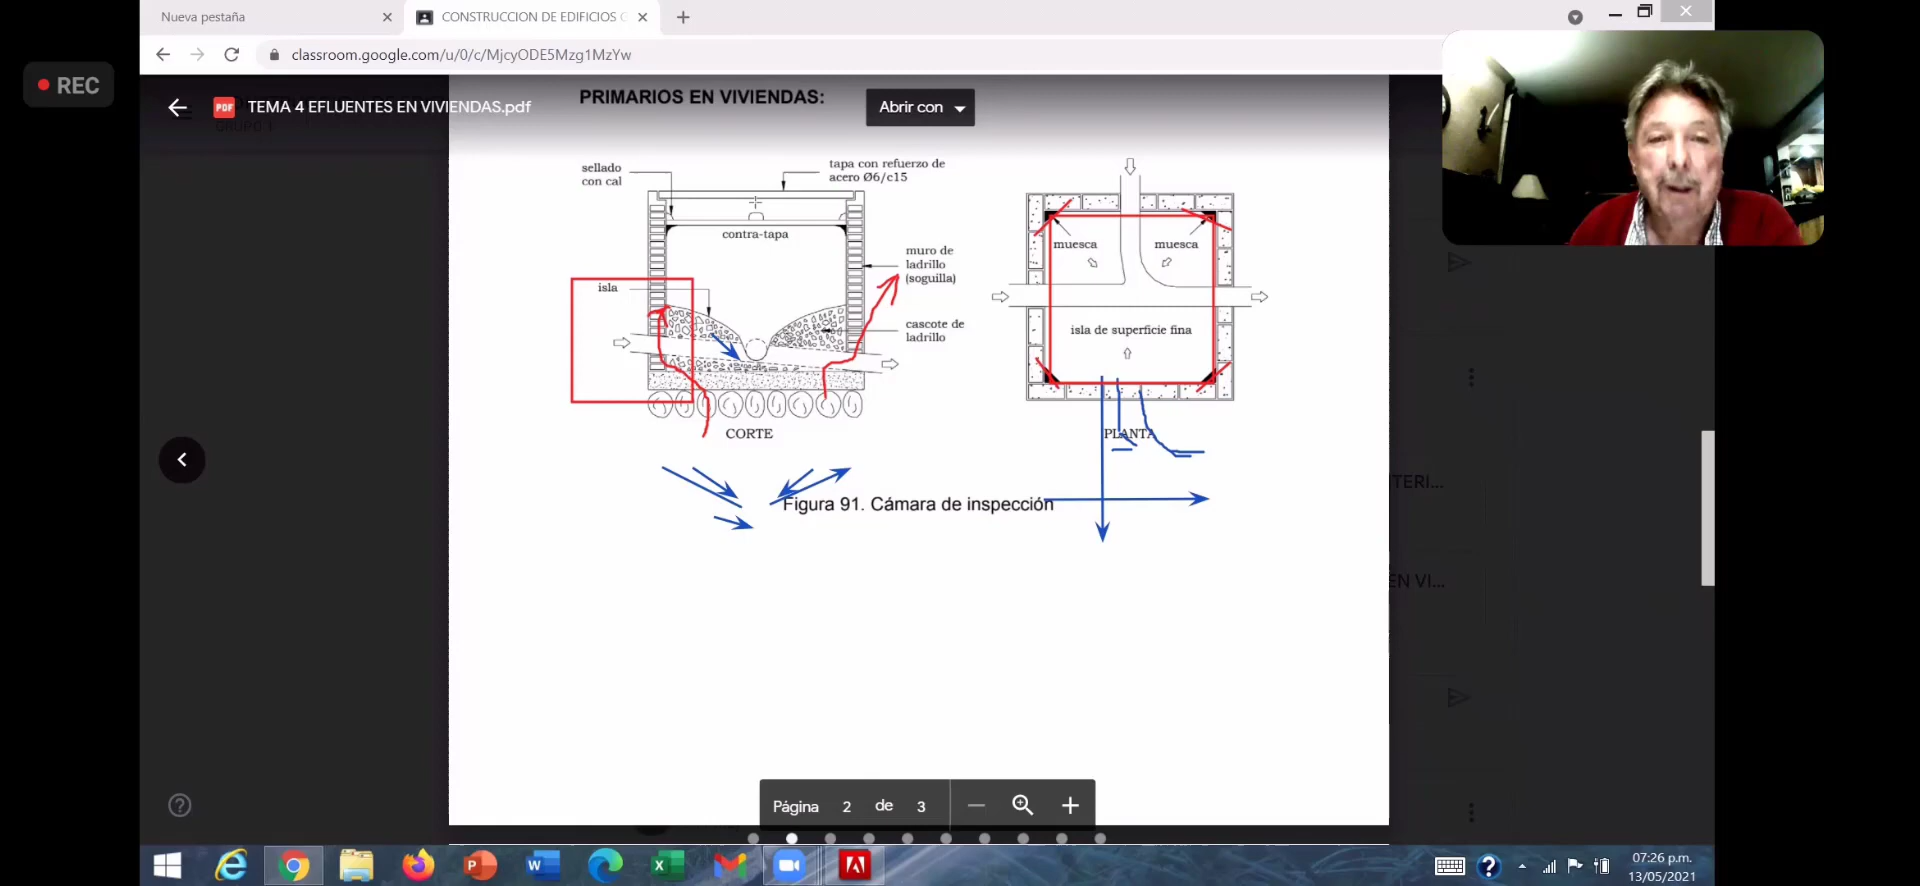 Nueva pestaña
CONSTRUCCION DE EDIFICIOS G
classroom.google.com/u/0/c/MjcyODE5Mzg1MzYw
REC
TEMA 4 EFLUENTES EN VIVIENDAS.pdf
PRIMARIOS EN VIVIENDAS:
Abrir con
sellado
con cal
tapa con refuerzo de
acero Ø6/c15
contra-tapa
muro de
ladrillo
(soguilla)
isla
cascote de
ladrillo
CORTE
muesca
muesca
isla de superficie fina
PLANTA
Figura 91. Cámara de inspección
TERI...
EN VI...
Página 2 de 3
07:26 p.m.
13/05/2021